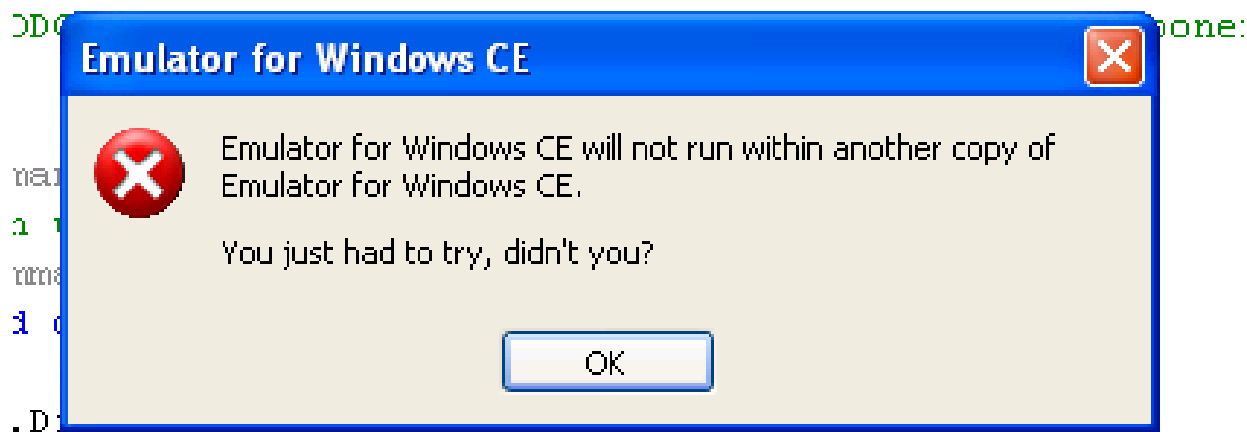 Emulator for Windows CE
Emulator for Windows CE will not run within another copy of
Emulator for Windows CE.
You just had to try, didn't you?
OK